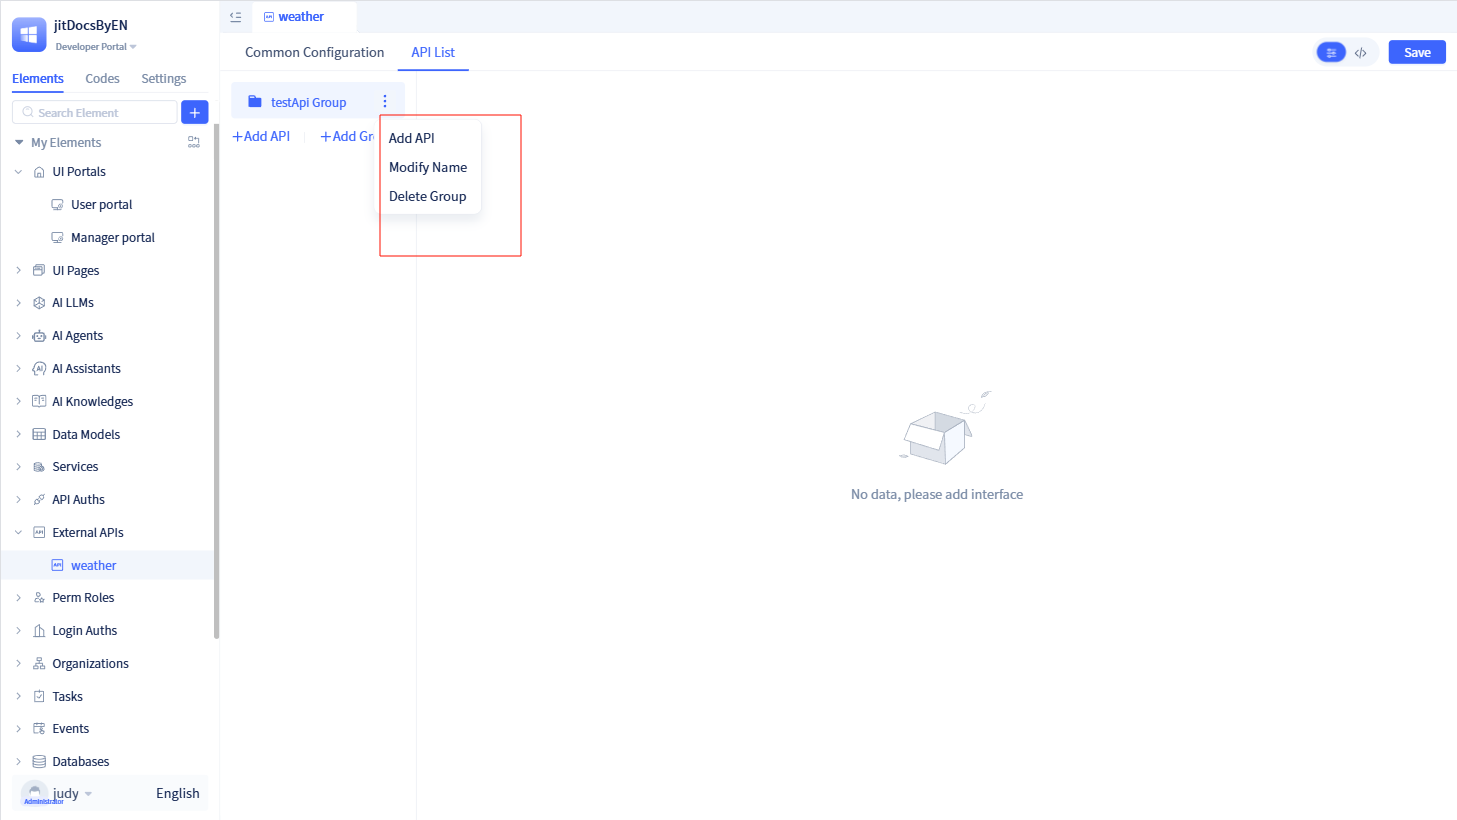 jitDocsByEN
Developer Portal
Elements Codes Settings
Search Element
My Elements
UI Portals
User portal
Manager portal
UI Pages
AI LLMs
AI Agents
AI Assistants
AI Knowledges
Data Models
Services
API Auths
External APIs
weather
Perm Roles
Login Auths
Organizations
Tasks
Events
Databases
judy
Administrator
English
weather
Common Configuration API List
Save
testApi Group
+Add API +Add Gr
Add API
Modify Name
Delete Group
No data, please add interface